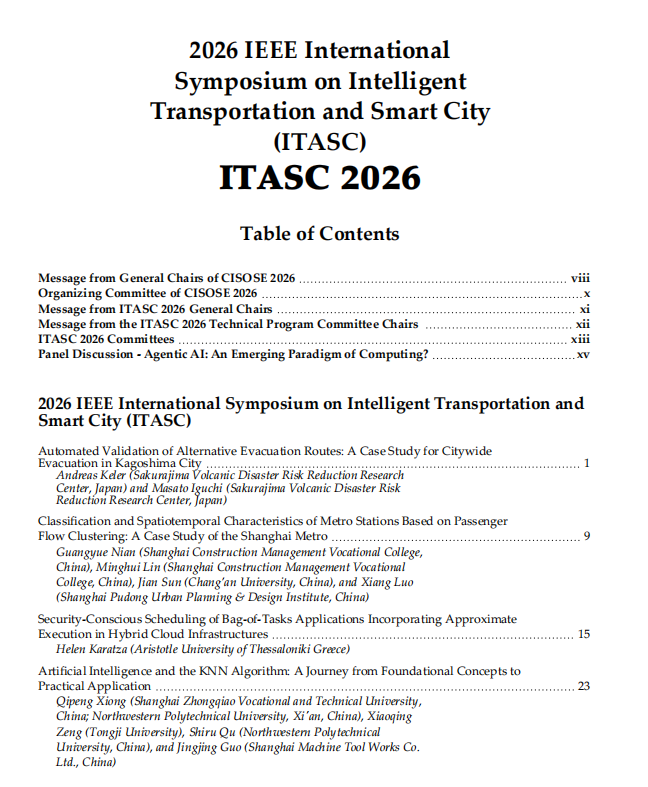 2026 IEEE International
Symposium on Intelligent
Transportation and Smart City
(ITASC)
ITASC 2026
Table of Contents
Message from General Chairs of CISOSE 2026 ........ viii
Organizing Committee of CISOSE 2026 ........ x
Message from ITASC 2026 General Chairs ........ xi
Message from the ITASC 2026 Technical Program Committee Chairs ........ xii
ITASC 2026 Committees ........ xiii
Panel Discussion - Agentic AI: An Emerging Paradigm of Computing? ........ xv
2026 IEEE International Symposium on Intelligent Transportation and
Smart City (ITASC)
Automated Validation of Alternative Evacuation Routes: A Case Study for Citywide
Evacuation in Kagoshima City ........ 1
Andreas Keler (Sakurajima Volcanic Disaster Risk Reduction Research
Center, Japan) and Masato Iguchi (Sakurajima Volcanic Disaster Risk
Reduction Research Center, Japan)
Classification and Spatiotemporal Characteristics of Metro Stations Based on Passenger
Flow Clustering: A Case Study of the Shanghai Metro ........ 9
Guangyue Nian (Shanghai Construction Management Vocational College,
China), Minghui Lin (Shanghai Construction Management Vocational
College, China), Jian Sun (Chang'an University, China), and Xiang Luo
(Shanghai Pudong Urban Planning & Design Institute, China)
Security-Conscious Scheduling of Bag-of-Tasks Applications Incorporating Approximate
Execution in Hybrid Cloud Infrastructures ........ 15
Helen Karatza (Aristotle University of Thessaloniki Greece)
Artificial Intelligence and the KNN Algorithm: A Journey from Foundational Concepts to
Practical Application ........ 23
Qipeng Xiong (Shanghai Zhongqiao Vocational and Technical University,
China; Northwestern Polytechnical University, Xi'an, China), Xiaoqing
Zeng (Tongji University), Shiru Qu (Northwestern Polytechnical
University, China), and Jingjing Guo (Shanghai Machine Tool Works Co.
Ltd., China)